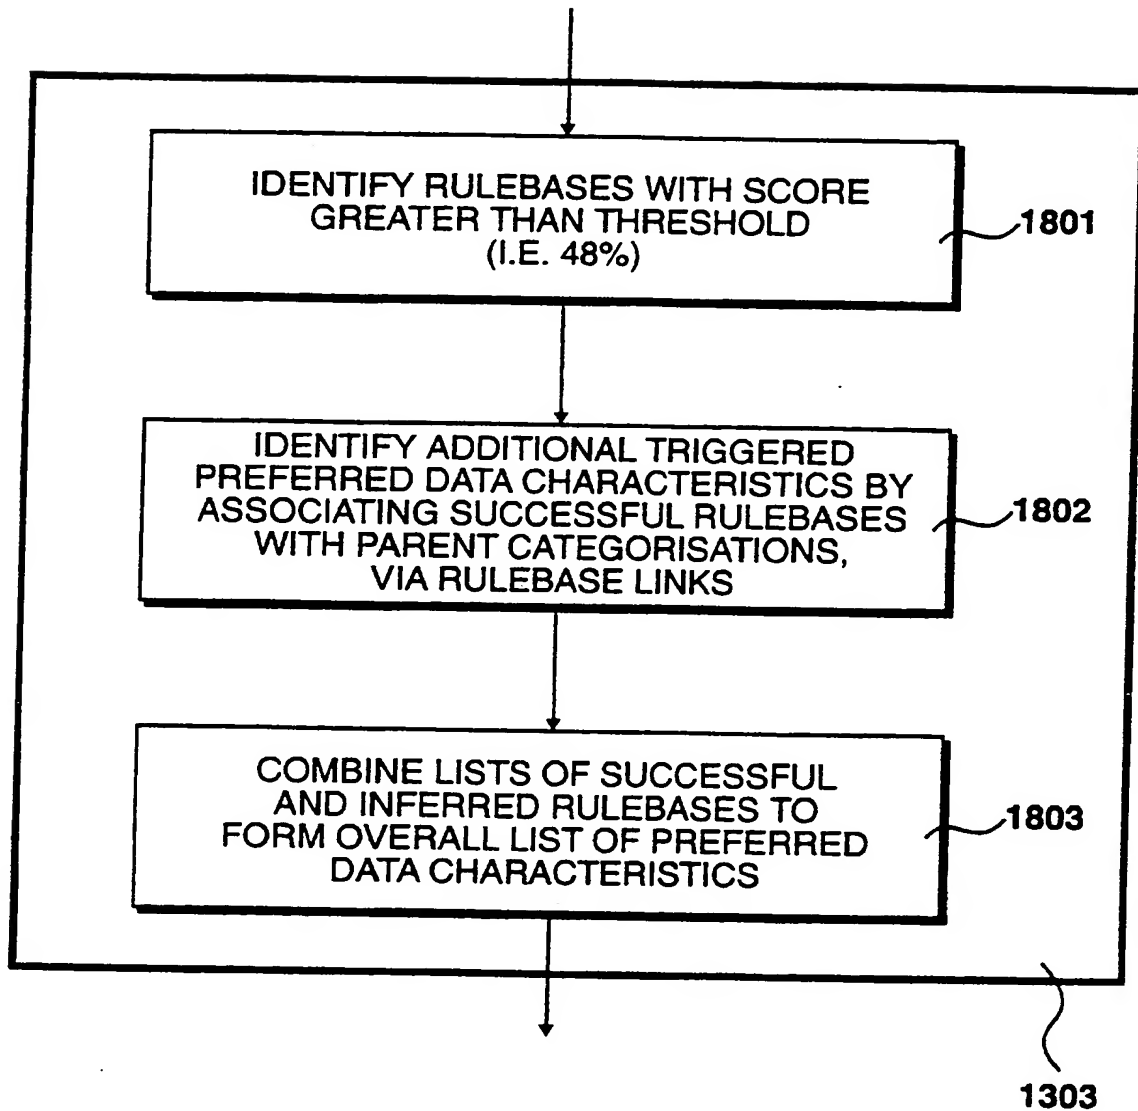 IDENTIFY RULEBASES WITH SCORE
GREATER THAN THRESHOLD
(I.E. 48%)
1801
IDENTIFY ADDITIONAL TRIGGERED
PREFERRED DATA CHARACTERISTICS BY
ASSOCIATING SUCCESSFUL RULEBASES
WITH PARENT CATEGORISATIONS,
VIA RULEBASE LINKS
1802
COMBINE LISTS OF SUCCESSFUL
AND INFERRED RULEBASES TO
FORM OVERALL LIST OF PREFERRED
DATA CHARACTERISTICS
1803
1303